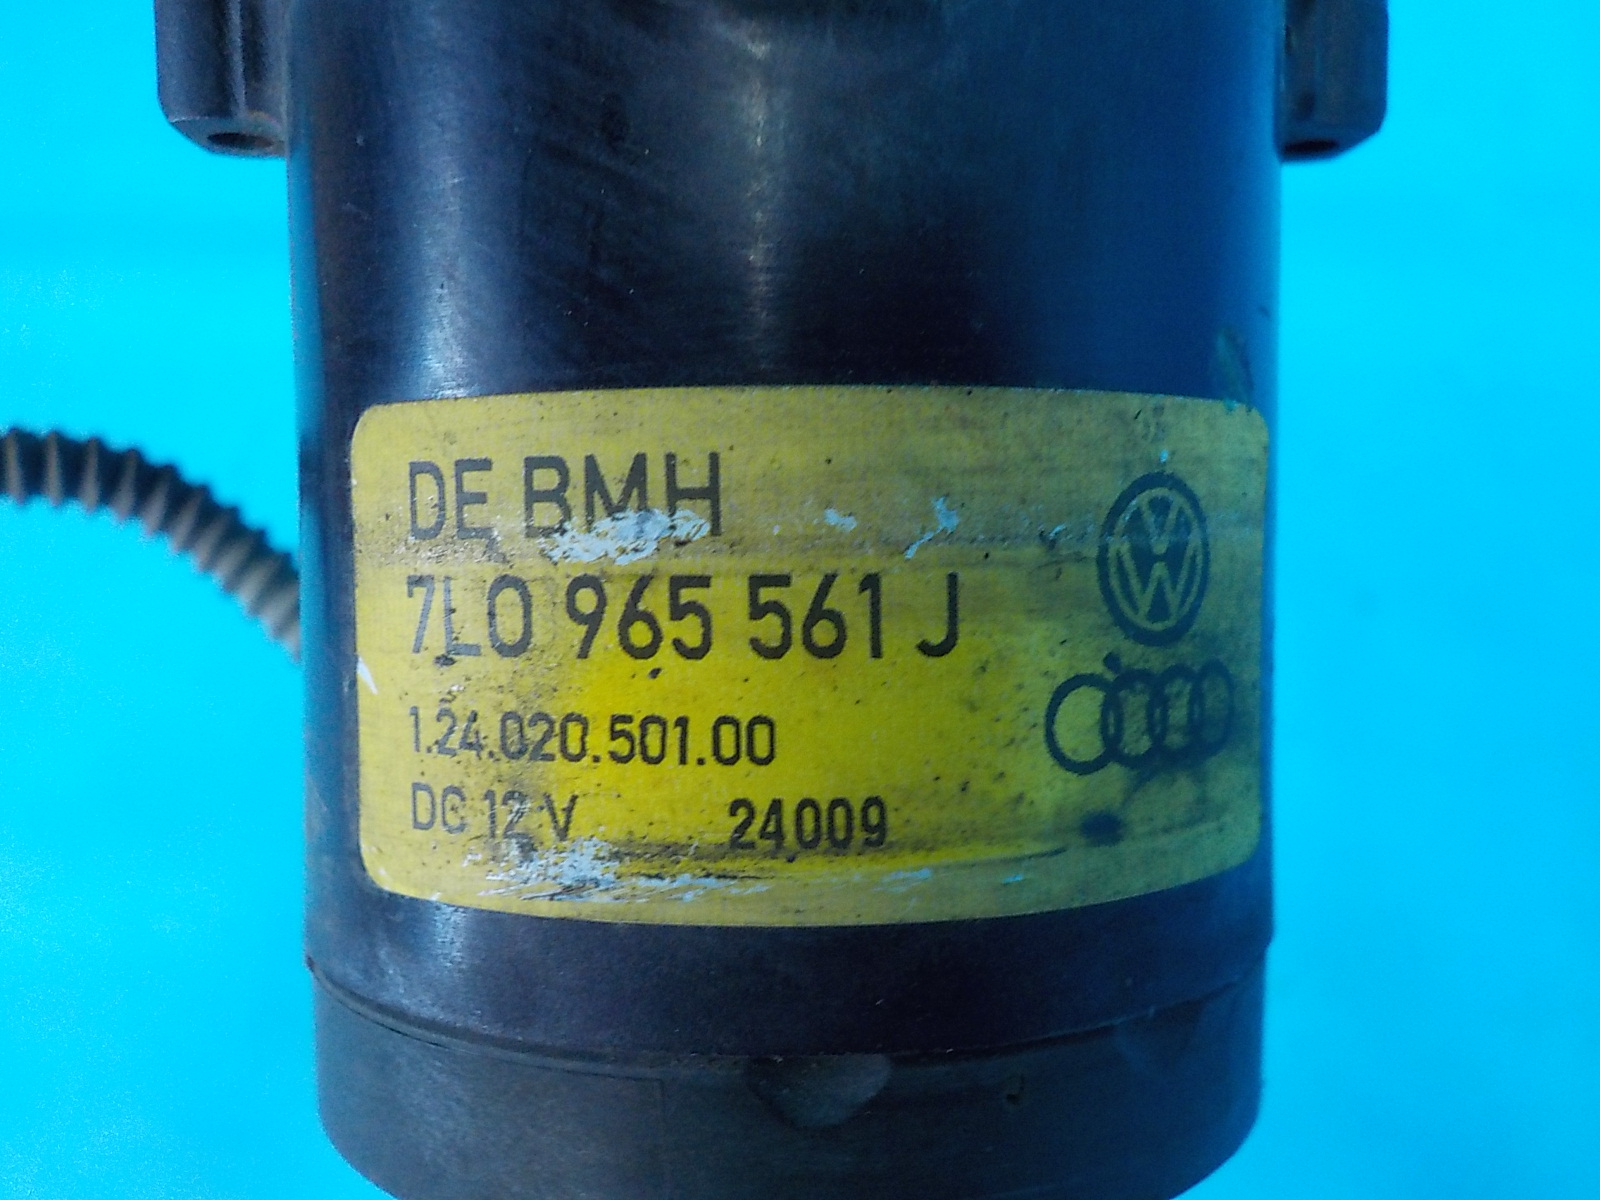 DE BMH
7L0 965 561 J
1.24.020.501.00
DC 12 V 24009